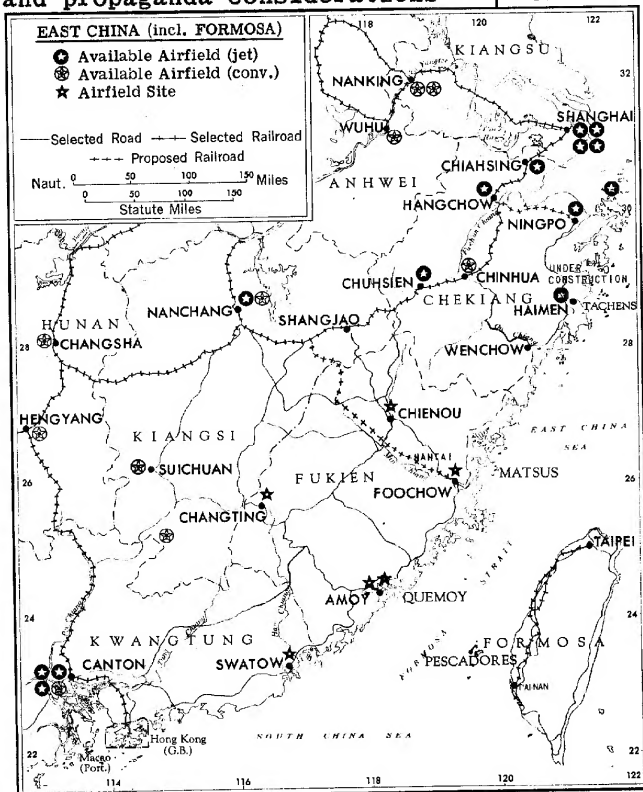 and propaganda considerations
EAST CHINA (incl. FORMOSA)
Available Airfield (jet)
Available Airfield (conv.)
Airfield Site
Selected Road Selected Railroad
Proposed Railroad
Naut. 0 50 100 150 Miles
0 50 100 150
Statute Miles
118 120 122
KIANGSU
32
NANKING
WUHU
SHANGHAI
CHIAHSING
ANHWEI
HANGCHOW
30
NINGPO
CHUHSIEN
CHINHUA
UNDER
CONSTRUCTION
CHEKIANG
HAIMEN
TACHENS
NANCHANG
SHANGJAO
HUNAN
CHANGSHA
28
28
WENCHOW
CHIENOU
HENGYANG
KIANGSI
EAST CHINA
SEA
NANTAI
SUICHUAN
FUKIEN
MATSUS
26
26
FOOCHOW
CHANGTING
TAIPEI
STRAIT
AMOY
QUEMOY
24
24
KWANGTUNG
FORMOSA
FORMOSA
CANTON
SWATOW
PESCADORES
TAINAN
Hong Kong
(G.B.)
SOUTH CHINA SEA
Macao
(Port.)
22
22
114 116 118 120 122